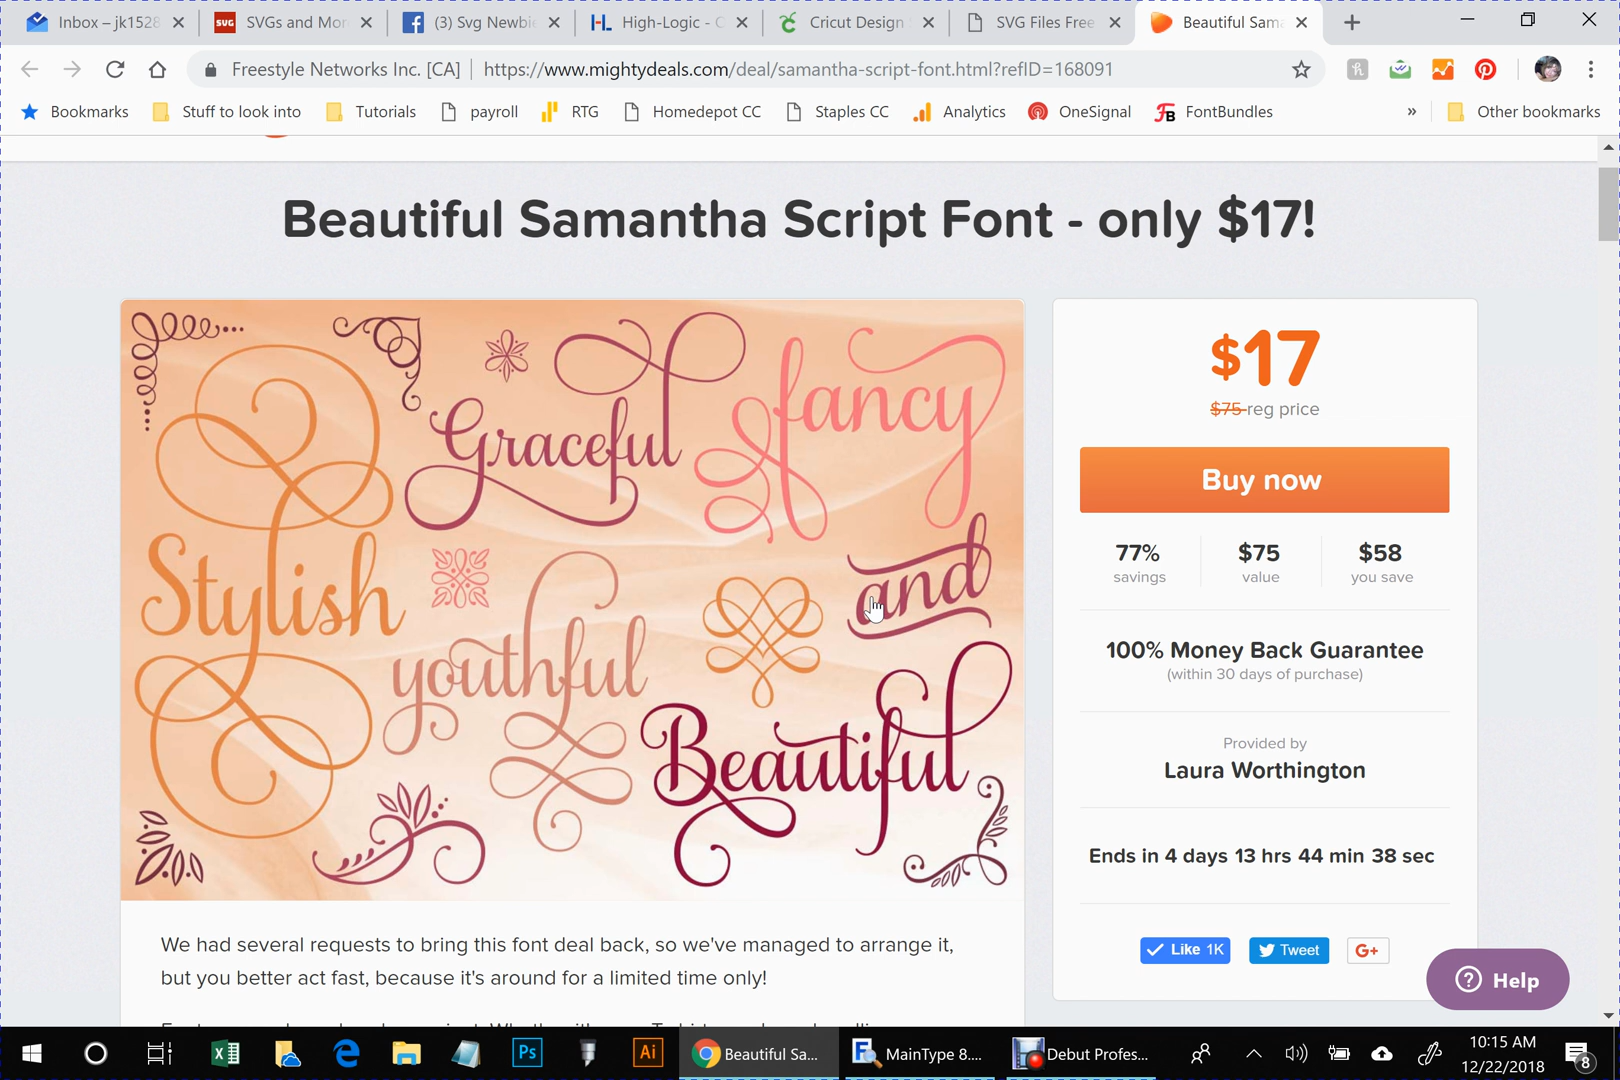 Inbox – jk1528
SVGs and Mor
(3) Svg Newbie
High-Logic - C
Cricut Design
SVG Files Free
Beautiful Sama
Freestyle Networks Inc. [CA]
https://www.mightydeals.com/deal/samantha-script-font.html?refID=168091
Bookmarks
Stuff to look into
Tutorials
payroll
RTG
Homedepot CC
Staples CC
Analytics
OneSignal
FontBundles
»
Other bookmarks
Beautiful Samantha Script Font - only $17!
Graceful
fancy
Stylish
and
youthful
Beautiful
$17
$75 reg price
Buy now
77%
savings
$75
value
$58
you save
100% Money Back Guarantee
(within 30 days of purchase)
Provided by
Laura Worthington
Ends in 4 days 13 hrs 44 min 38 sec
Like 1K
Tweet
G+
Help
We had several requests to bring this font deal back, so we've managed to arrange it,
but you better act fast, because it's around for a limited time only!
Ps
Ai
Beautiful Sa...
MainType 8....
Debut Profes...
10:15 AM
12/22/2018
8